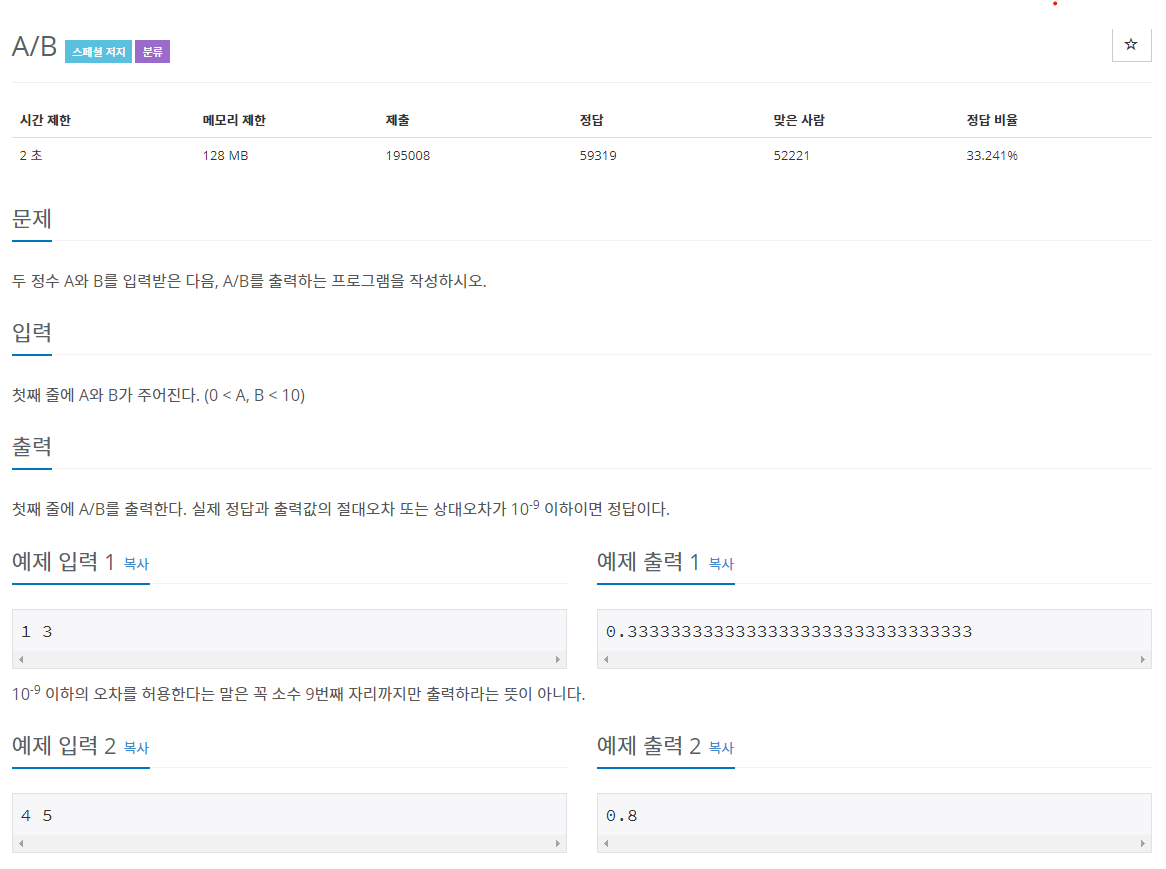 A/B 스페셜 저지 분류
☆
시간 제한 메모리 제한 제출 정답 맞은 사람 정답 비율
2 초 128 MB 195008 59319 52221 33.241%
문제
두 정수 A와 B를 입력받은 다음, A/B를 출력하는 프로그램을 작성하시오.
입력
첫째 줄에 A와 B가 주어진다. (0 < A, B < 10)
출력
첫째 줄에 A/B를 출력한다. 실제 정답과 출력값의 절대오차 또는 상대오차가 10-9 이하이면 정답이다.
예제 입력 1 복사
1 3
예제 출력 1 복사
0.33333333333333333333333333333333
10-9 이하의 오차를 허용한다는 말은 꼭 소수 9번째 자리까지만 출력하라는 뜻이 아니다.
예제 입력 2 복사
4 5
예제 출력 2 복사
0.8